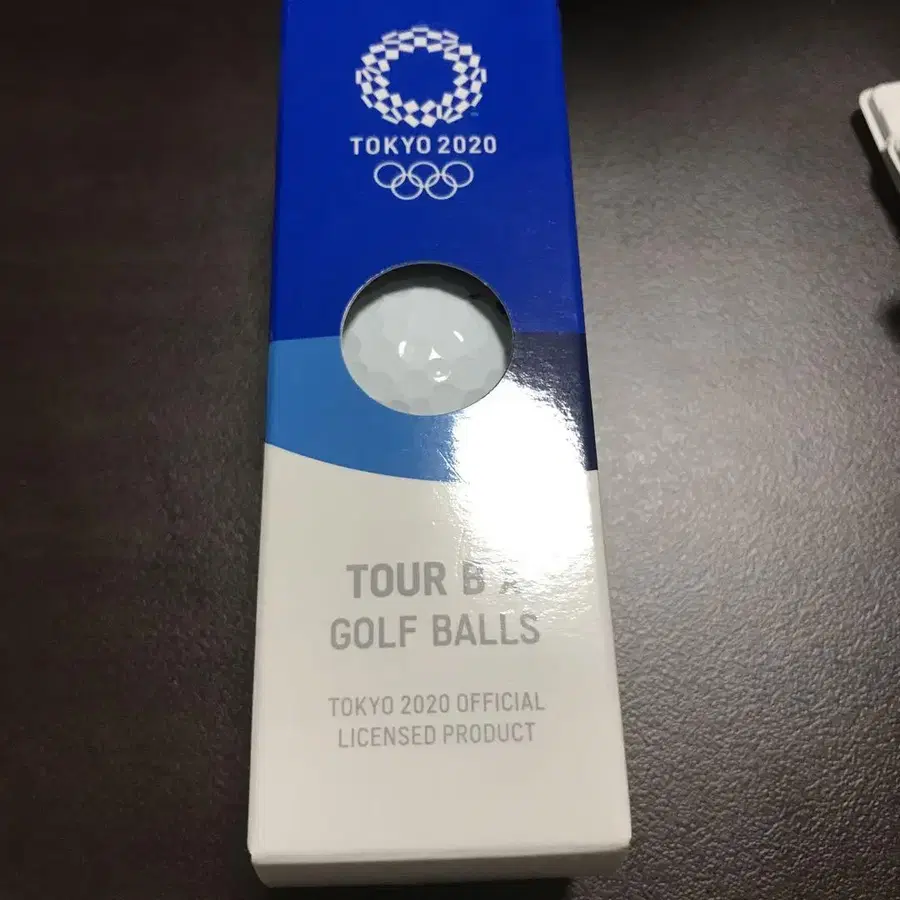 TOKYO 2020
TOUR B
GOLF BALLS
TOKYO 2020 OFFICIAL
LICENSED PRODUCT